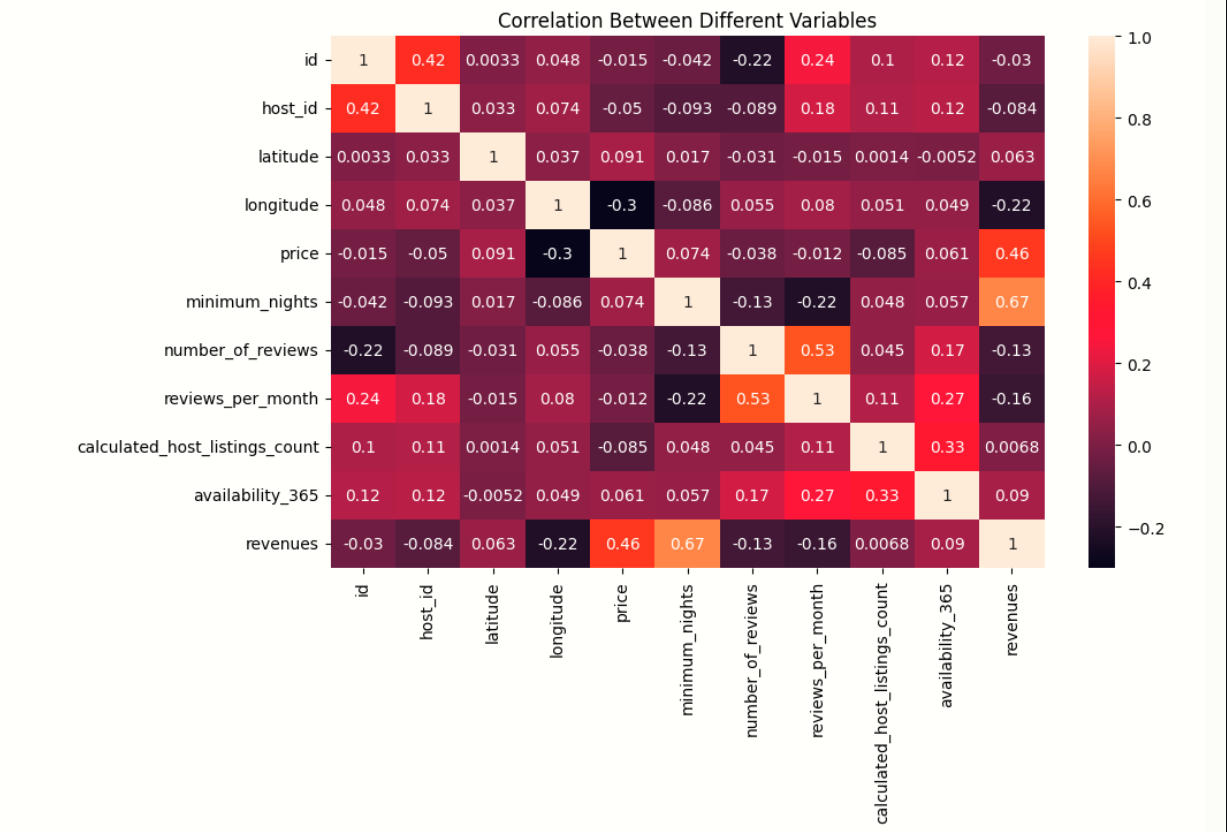 Correlation Between Different Variables
id 1 0.42 0.0033 0.048 -0.015 -0.042 -0.22 0.24 0.1 0.12 -0.03
host_id 0.42 1 0.033 0.074 -0.05 -0.093 -0.089 0.18 0.11 0.12 -0.084
latitude 0.0033 0.033 1 0.037 0.091 0.017 -0.031 -0.015 0.0014 -0.0052 0.063
longitude 0.048 0.074 0.037 1 -0.3 -0.086 0.055 0.08 0.051 0.049 -0.22
price -0.015 -0.05 0.091 -0.3 1 0.074 -0.038 -0.012 -0.085 0.061 0.46
minimum_nights -0.042 -0.093 0.017 -0.086 0.074 1 -0.13 -0.22 0.048 0.057 0.67
number_of_reviews -0.22 -0.089 -0.031 0.055 -0.038 -0.13 1 0.53 0.045 0.17 -0.13
reviews_per_month 0.24 0.18 -0.015 0.08 -0.012 -0.22 0.53 1 0.11 0.27 -0.16
calculated_host_listings_count 0.1 0.11 0.0014 0.051 -0.085 0.048 0.045 0.11 1 0.33 0.0068
availability_365 0.12 0.12 -0.0052 0.049 0.061 0.057 0.17 0.27 0.33 1 0.09
revenues -0.03 -0.084 0.063 -0.22 0.46 0.67 -0.13 -0.16 0.0068 0.09 1
id
host_id
latitude
longitude
price
minimum_nights
number_of_reviews
reviews_per_month
calculated_host_listings_count
availability_365
revenues
1.0
0.8
0.6
0.4
0.2
0.0
−0.2